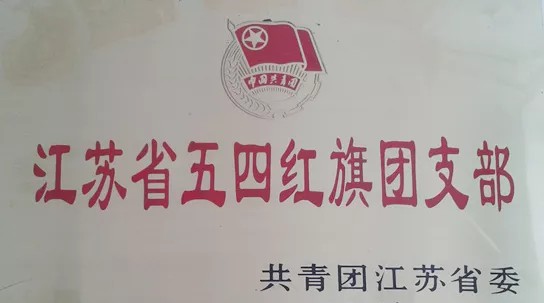 中国共青团
江苏省五四红旗团支部
共青团江苏省委